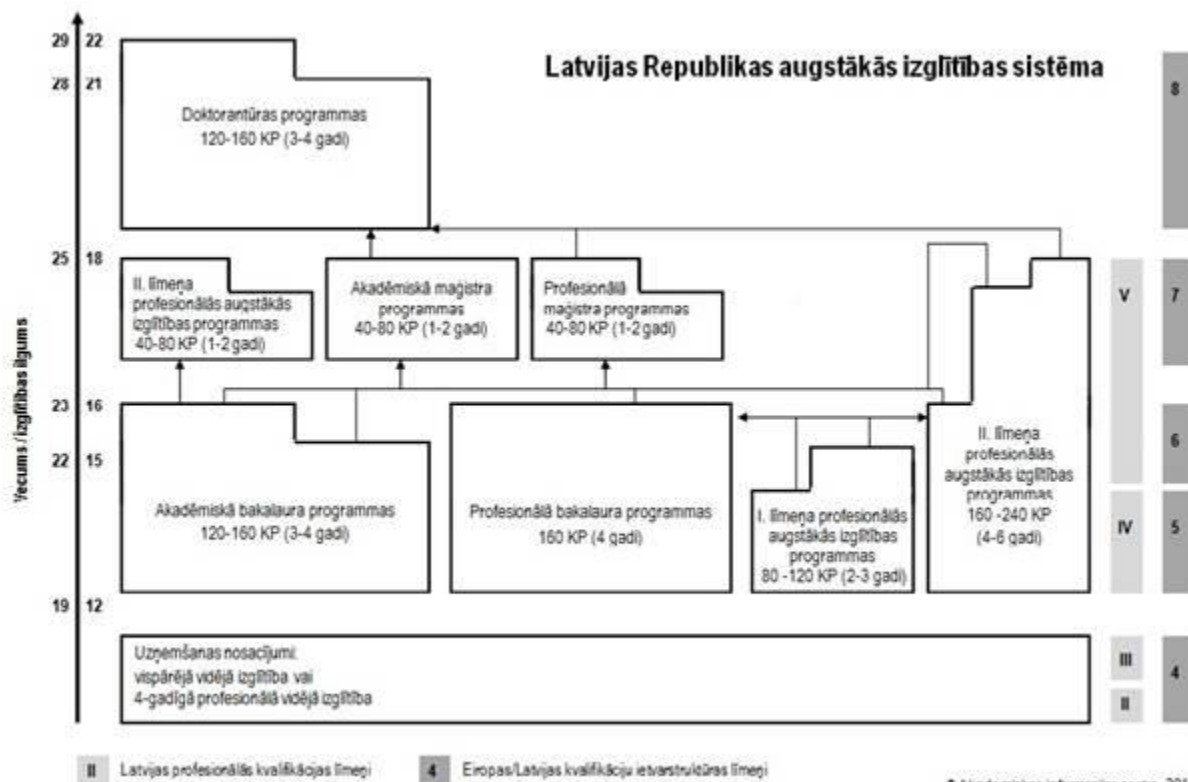 Latvijas Republikas augstākās izglītības sistēma
Vecums / izglītības ilgums
29 22
28 21
25 18
23 16
22 15
19 12
Doktorantūras programmas
120-160 KP (3-4 gadi)
II. līmeņa
profesionālās augstākās
izglītības programmas
40-80 KP (1-2 gadi)
Akadēmiskā maģistra
programmas
40-80 KP (1-2 gadi)
Profesionālā
maģistra programmas
40-80 KP (1-2 gadi)
Akadēmiskā bakalaura programmas
120-160 KP (3-4 gadi)
Profesionālā bakalaura programmas
160 KP (4 gadi)
I. līmeņa profesionālās
augstākās izglītības
programmas
80 -120 KP (2-3 gadi)
II. līmeņa
profesionālās
augstākās izglītības
programmas
160 -240 KP
(4-6 gadi)
Uzņemšanas nosacījumi:
vispārējā vidējā izglītība vai
4-gadīgā profesionālā vidējā izglītība
V
IV
III
II
8
7
6
5
4
II Latvijas profesionālās kvalifikācijas līmeņi
4 Eiropas/Latvijas kvalifikāciju ietvarstruktūras līmeņi